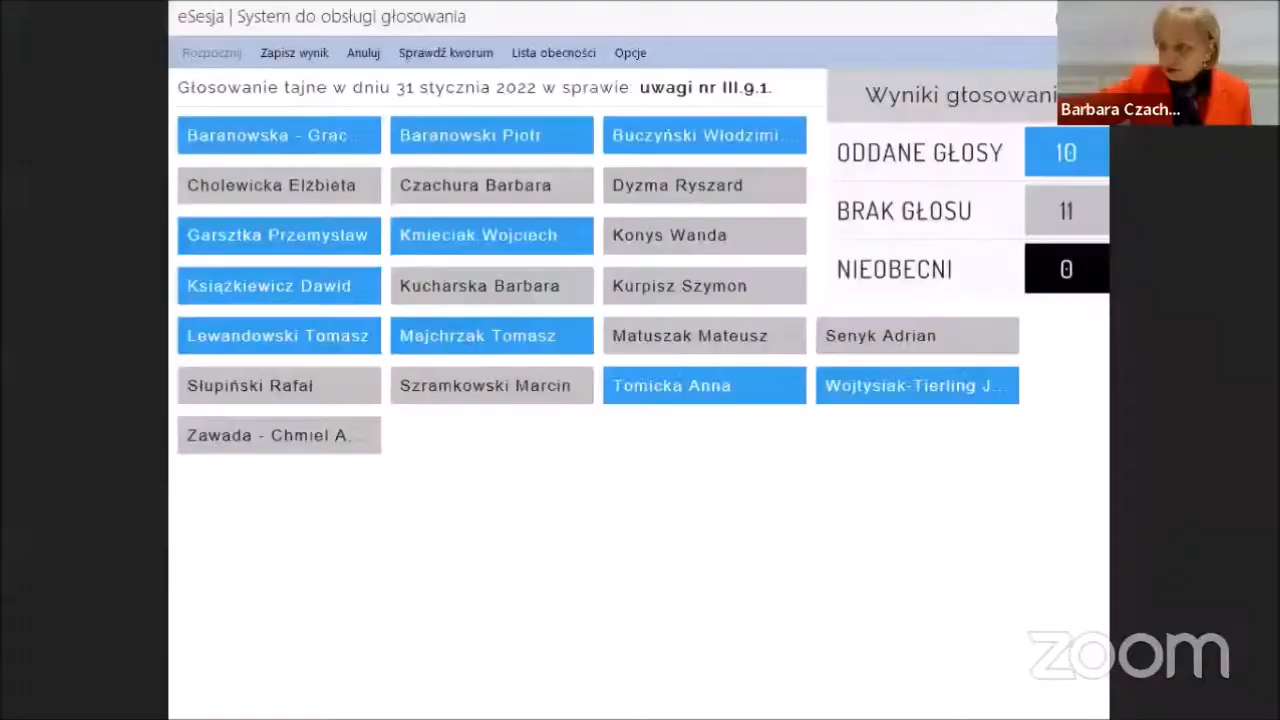 eSesja | System do obsługi głosowania
Rozpocznij Zapisz wynik Anuluj Sprawdź kworum Lista obecności Opcje
Głosowanie tajne w dniu 31 stycznia 2022 w sprawie: uwagi nr III.9.1.
Wyniki głosowani
Barbara Czach...
Baranowska - Grac... Baranowski Piotr Buczyński Włodzimi...
ODDANE GŁOSY 10
Cholewicka Elżbieta Czachura Barbara Dyzma Ryszard
BRAK GŁOSU 11
Garsztka Przemysław Kmieciak Wojciech Konys Wanda
NIEOBECNI 0
Książkiewicz Dawid Kucharska Barbara Kurpisz Szymon
Lewandowski Tomasz Majchrzak Tomasz Matuszak Mateusz Senyk Adrian
Słupiński Rafał Szramkowski Marcin Tomicka Anna Wojtysiak-Tierling J...
Zawada - Chmiel A...
zoom